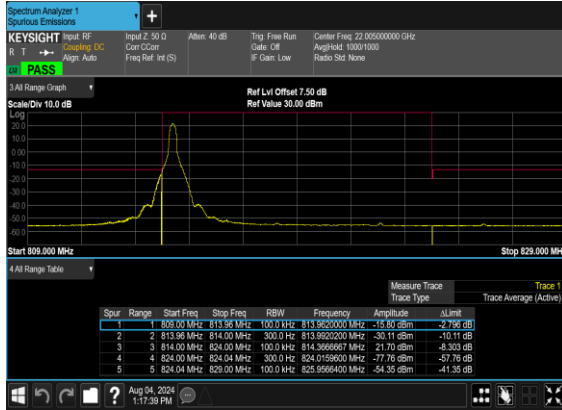 Spectrum Analyzer 1
Spurious Emissions
KEYSIGHT Input: RF Input Z: 50 Ω Atten: 40 dB Trig: Free Run Center Freq: 22.005000000 GHz
R T Coupling: DC Corr CCorr Gate: Off Avg|Hold: 1000/1000
Align: Auto Freq Ref: Int (S) IF Gain: Low Radio Std: None
PASS
3 All Range Graph
Ref Lvl Offset 7.50 dB
Scale/Div 10.0 dB Ref Value 30.00 dBm
Log
20.0
10.0
0.00
-10.0
-20.0
-30.0
-40.0
-50.0
-60.0
Start 809.000 MHz Stop 829.000 MH
4 All Range Table
Measure Trace Trace 1
Trace Type Trace Average (Active)
Spur Range Start Freq Stop Freq RBW Frequency Amplitude ΔLimit
1 1 809.00 MHz 813.96 MHz 100.0 kHz 813.9620000 MHz -15.80 dBm -2.796 dB
2 2 813.96 MHz 814.00 MHz 300.0 Hz 813.9920200 MHz -30.11 dBm -10.11 dB
3 3 814.00 MHz 824.00 MHz 100.0 kHz 814.3666667 MHz 21.70 dBm -8.303 dB
4 4 824.00 MHz 824.04 MHz 300.0 Hz 824.0159600 MHz -77.76 dBm -57.76 dB
5 5 824.04 MHz 829.00 MHz 100.0 kHz 825.9566400 MHz -54.35 dBm -41.35 dB
Aug 04, 2024
1:17:39 PM